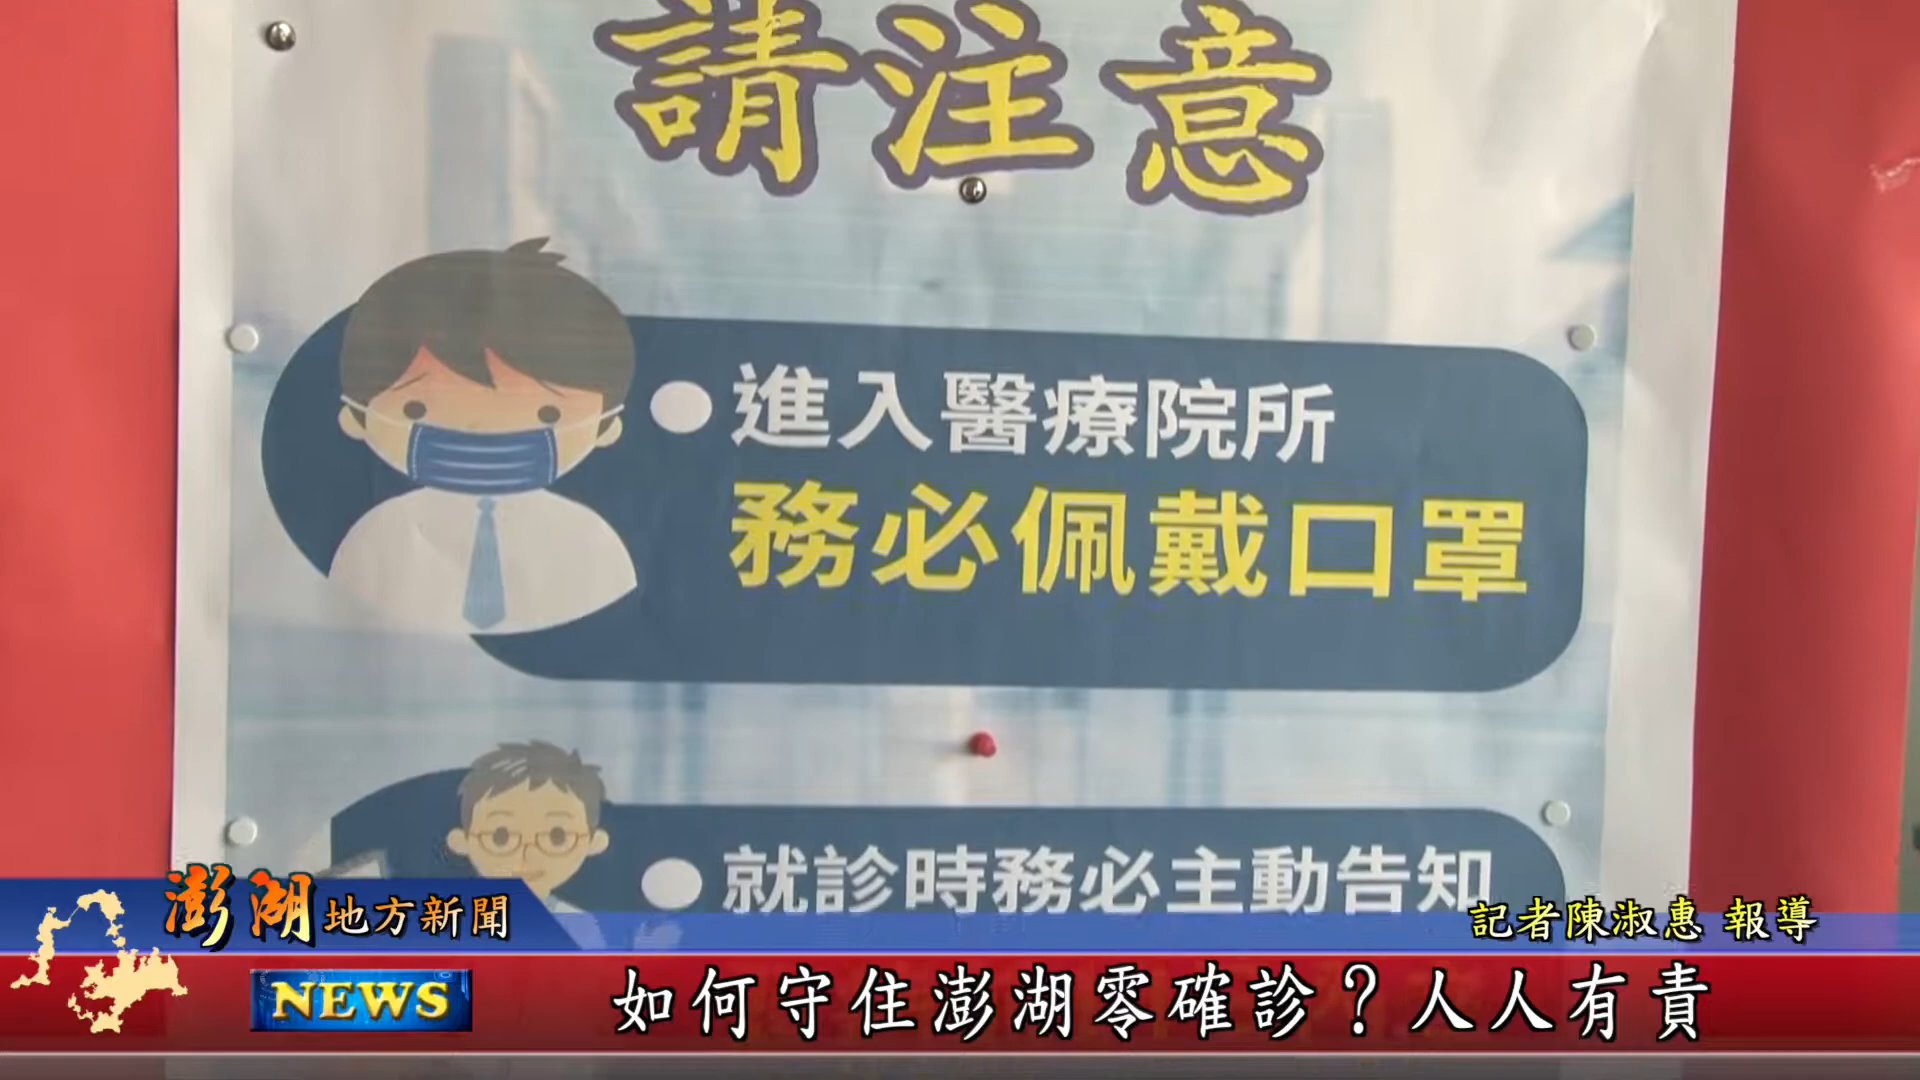 請注意
進入醫療院所
務必佩戴口罩
就診時務必主動告知
澎湖地方新聞
記者陳淑惠 報導
NEWS
如何守住澎湖零確診？人人有責